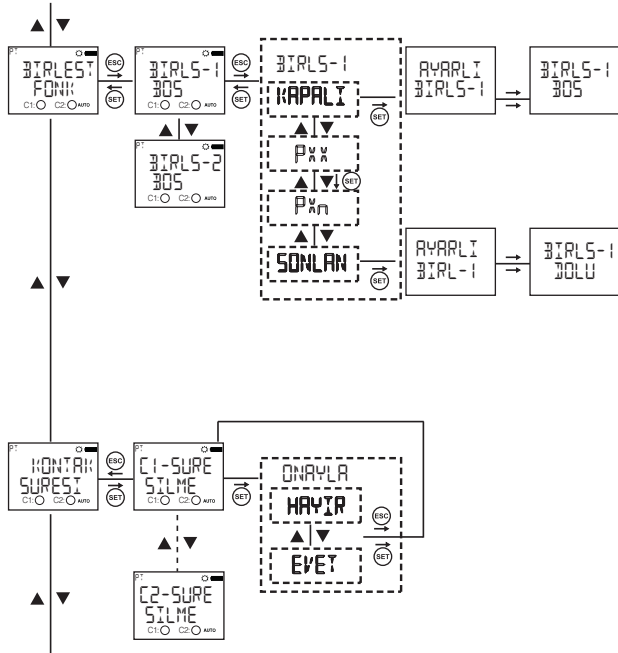 PT
BIRLEST
FONK
C1: C2: AUTO
ESC
SET
BIRLS-1
BOS
C1: C2: AUTO
ESC
SET
BIRLS-2
BOS
C1: C2: AUTO
BIRLS-1
KAPALI
Pxx
SET
Pxn
SONLAN
SET
AYARLI
BIRLS-1
BIRLS-1
BOS
SET
AYARLI
BIRL-1
BIRLS-1
DOLU
PT
KONTAK
SURESI
C1: C2: AUTO
ESC
SET
PT
C1-SURE
SILME
C1: C2: AUTO
SET
PT
C2-SURE
SILME
C1: C2: AUTO
ONAYLA
HAYIR
EVET
ESC
SET